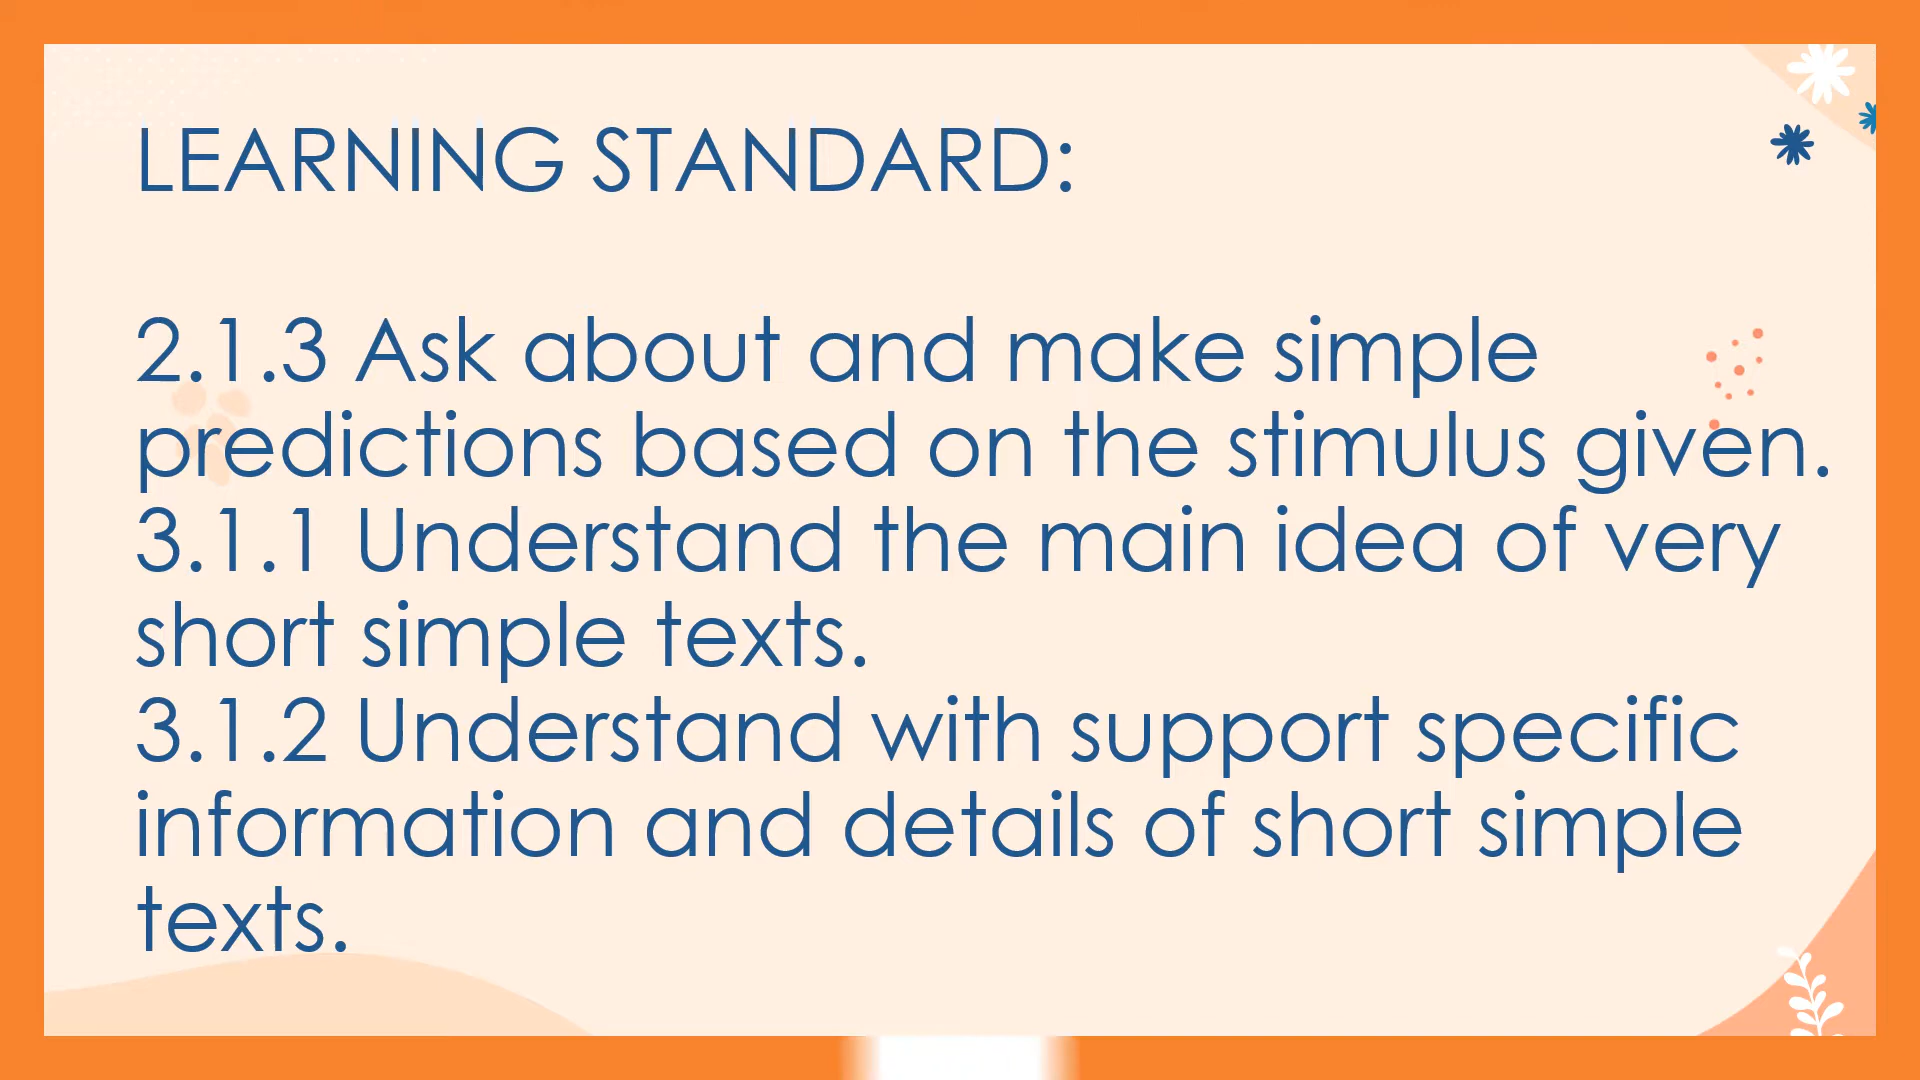 LEARNING STANDARD:
2.1.3 Ask about and make simple
predictions based on the stimulus given.
3.1.1 Understand the main idea of very
short simple texts.
3.1.2 Understand with support specific
information and details of short simple
texts.